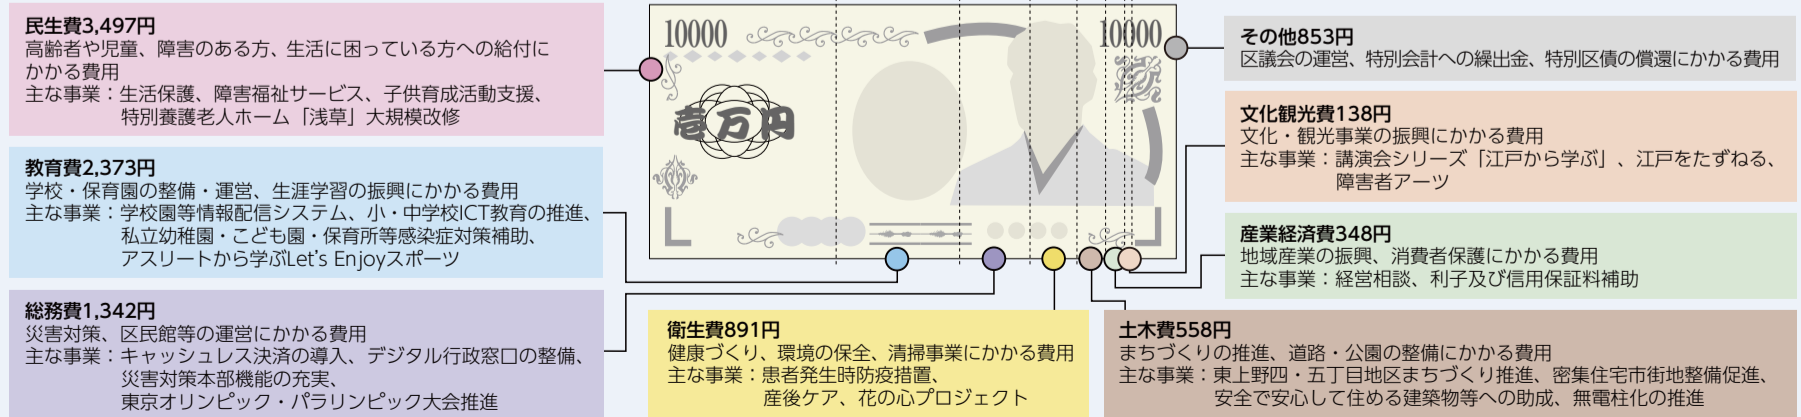 民生費3,497円
高齢者や児童、障害のある方、生活に困っている方への給付に
かかる費用
主な事業：生活保護、障害福祉サービス、子供育成活動支援、
特別養護老人ホーム「浅草」大規模改修
教育費2,373円
学校・保育園の整備・運営、生涯学習の振興にかかる費用
主な事業：学校園等情報配信システム、小・中学校ICT教育の推進、
私立幼稚園・こども園・保育所等感染症対策補助、
アスリートから学ぶLet's Enjoyスポーツ
総務費1,342円
災害対策、区民館等の運営にかかる費用
主な事業：キャッシュレス決済の導入、デジタル行政窓口の整備、
災害対策本部機能の充実、
東京オリンピック・パラリンピック大会推進
10000
10000
壱万円
衛生費891円
健康づくり、環境の保全、清掃事業にかかる費用
主な事業：患者発生時防疫措置、
産後ケア、花の心プロジェクト
その他853円
区議会の運営、特別会計への繰出金、特別区債の償還にかかる費用
文化観光費138円
文化・観光事業の振興にかかる費用
主な事業：講演会シリーズ「江戸から学ぶ」、江戸をたずねる、
障害者アーツ
産業経済費348円
地域産業の振興、消費者保護にかかる費用
主な事業：経営相談、利子及び信用保証料補助
土木費558円
まちづくりの推進、道路・公園の整備にかかる費用
主な事業：東上野四・五丁目地区まちづくり推進、密集住宅市街地整備促進、
安全で安心して住める建築物等への助成、無電柱化の推進